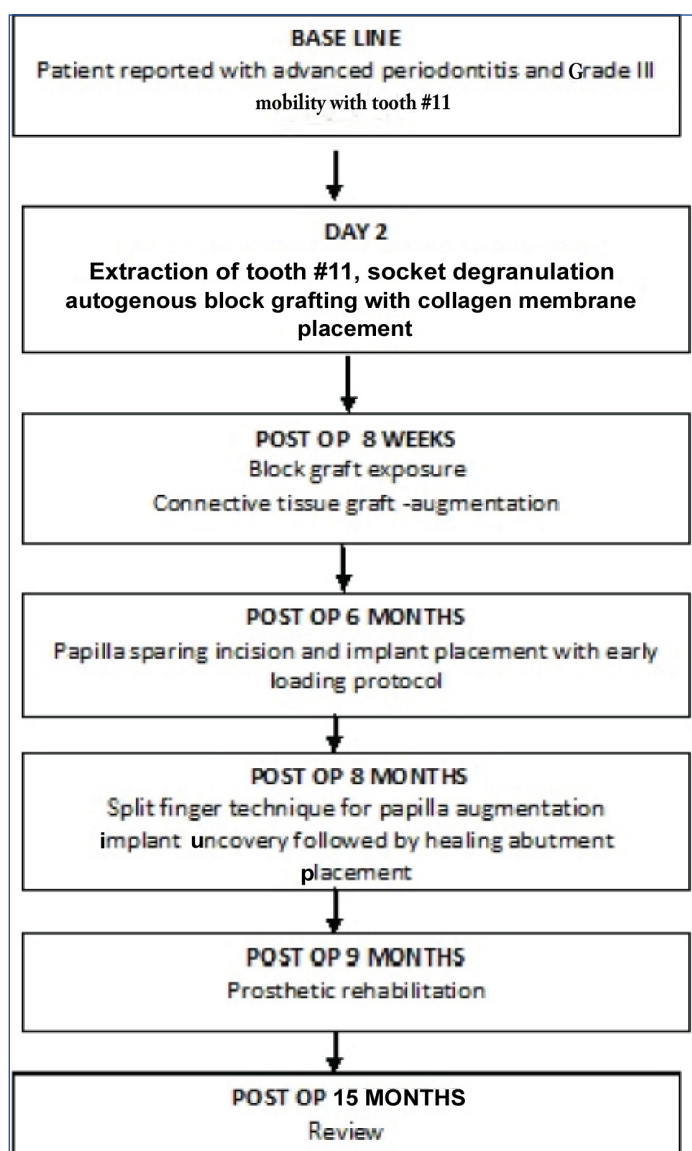 BASE LINE
Patient reported with advanced periodontitis and Grade III
mobility with tooth #11
DAY 2
Extraction of tooth #11, socket degranulation
autogenous block grafting with collagen membrane
placement
POST OP 8 WEEKS
Block graft exposure
Connective tissue graft -augmentation
POST OP 6 MONTHS
Papilla sparing incision and implant placement with early
loading protocol
POST OP 8 MONTHS
Split finger technique for papilla augmentation
implant uncovery followed by healing abutment
placement
POST OP 9 MONTHS
Prosthetic rehabilitation
POST OP 15 MONTHS
Review